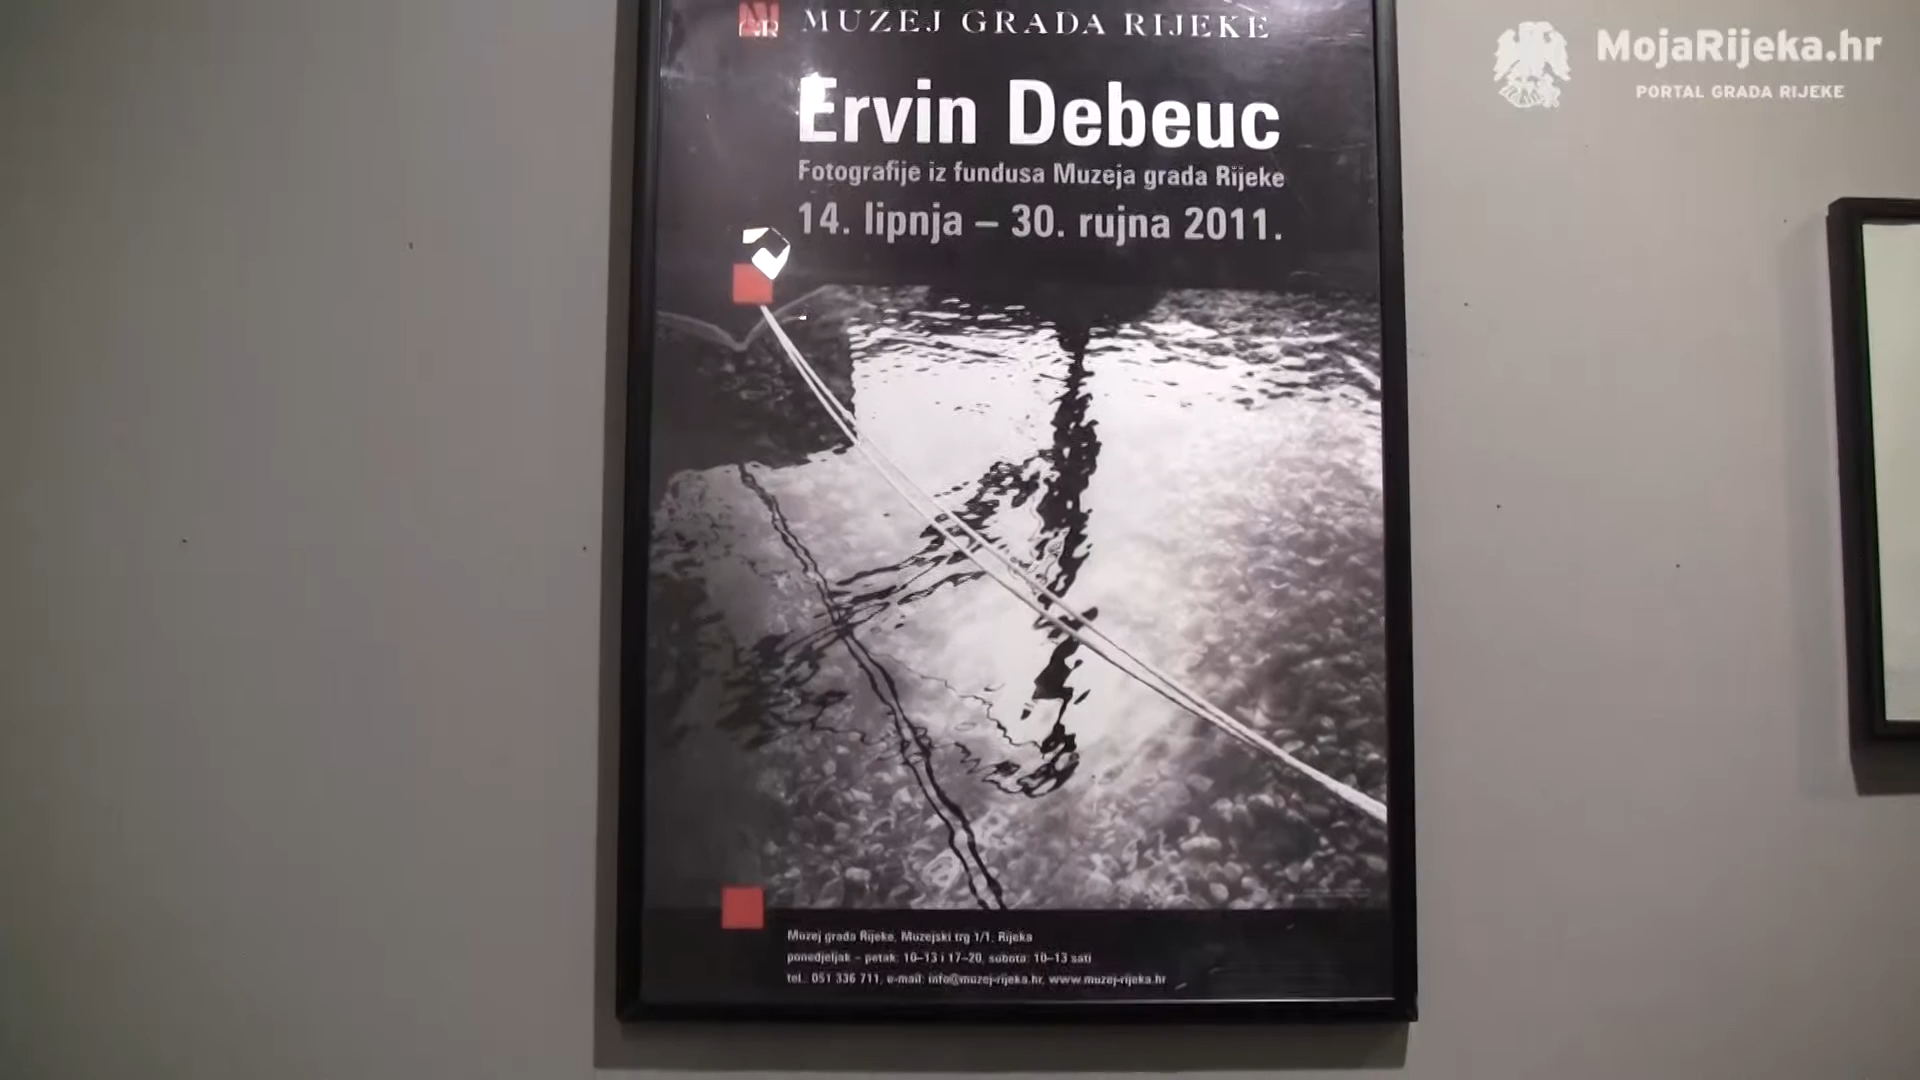 GR MUZEJ GRADA RIJEKE
Ervin Debeuc
Fotografije iz fundusa Muzeja grada Rijeke
14. lipnja – 30. rujna 2011.
Muzej grada Rijeke, Muzejski trg 1/1, Rijeka
ponedjeljak – petak: 10–13 i 17–20, subota: 10–13 sati
tel.: 051 336 711, e-mail: info@muzej-rijeka.hr, www.muzej-rijeka.hr
MojaRijeka.hr
PORTAL GRADA RIJEKE